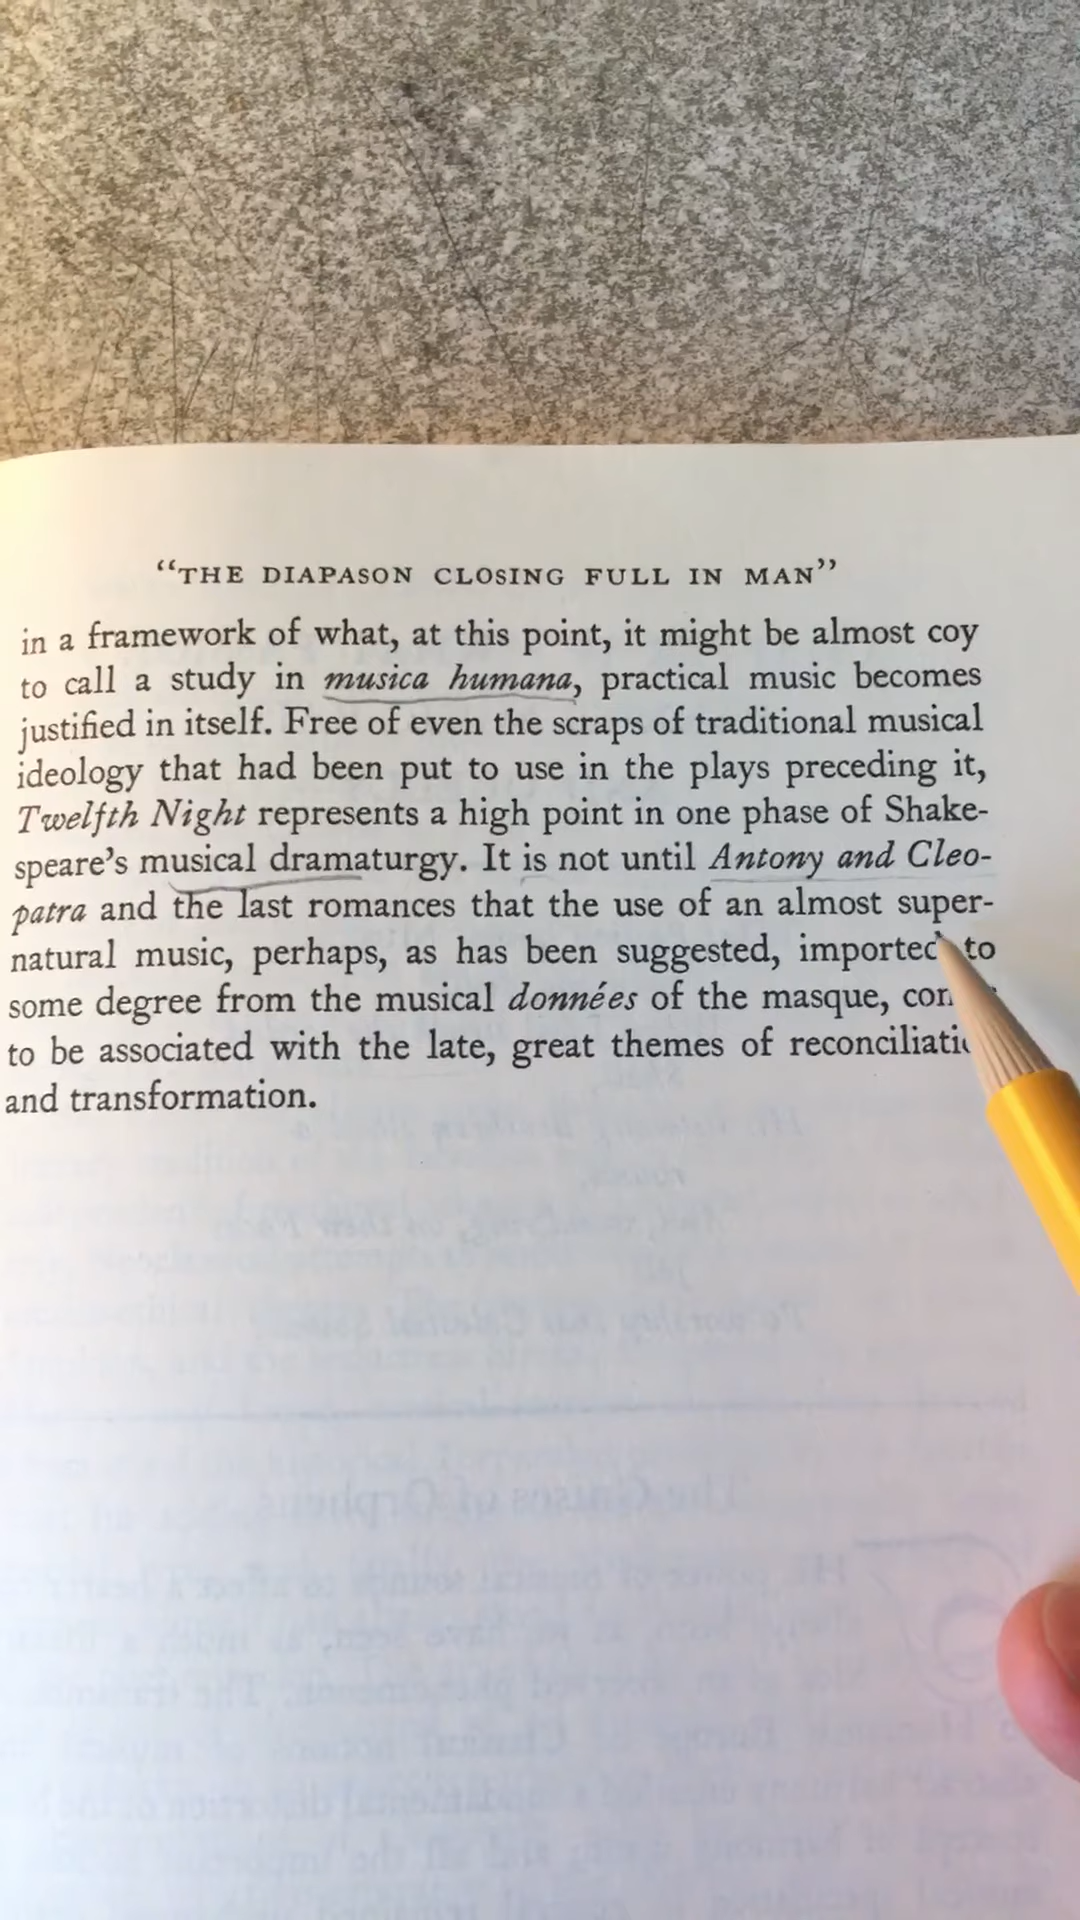 “THE DIAPASON CLOSING FULL IN MAN”
in a framework of what, at this point, it might be almost coy
to call a study in musica humana, practical music becomes
justified in itself. Free of even the scraps of traditional musical
ideology that had been put to use in the plays preceding it,
Twelfth Night represents a high point in one phase of Shake-
speare’s musical dramaturgy. It is not until Antony and Cleo-
patra and the last romances that the use of an almost super-
natural music, perhaps, as has been suggested, imported to
some degree from the musical données of the masque,
to be associated with the late, great themes of
and transformation.